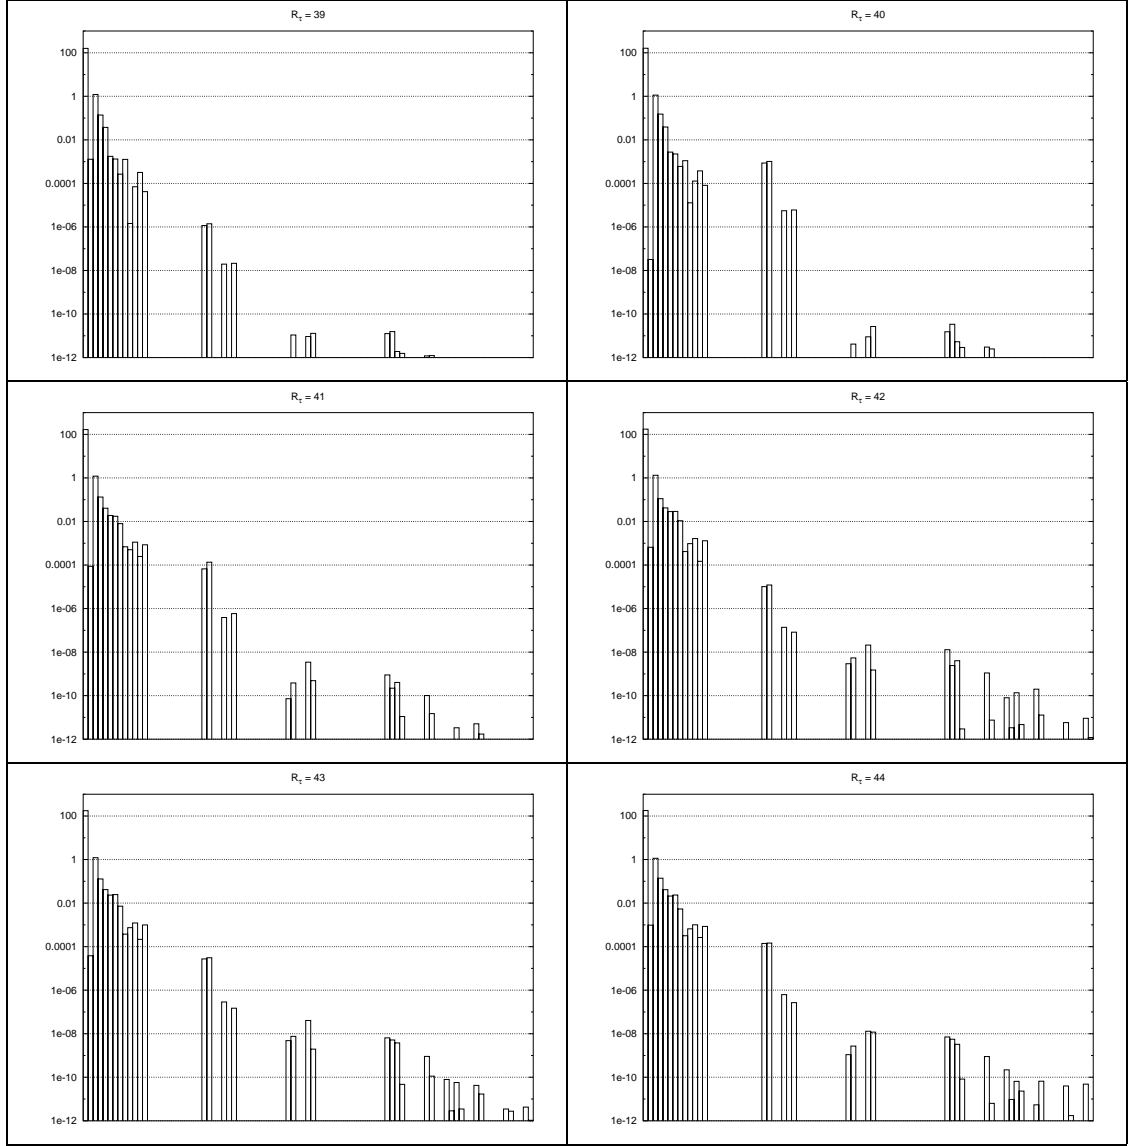 R_τ = 39
100
1
0.01
0.0001
1e-06
1e-08
1e-10
1e-12
R_τ = 40
100
1
0.01
0.0001
1e-06
1e-08
1e-10
1e-12
R_τ = 41
100
1
0.01
0.0001
1e-06
1e-08
1e-10
1e-12
R_τ = 42
100
1
0.01
0.0001
1e-06
1e-08
1e-10
1e-12
R_τ = 43
100
1
0.01
0.0001
1e-06
1e-08
1e-10
1e-12
R_τ = 44
100
1
0.01
0.0001
1e-06
1e-08
1e-10
1e-12